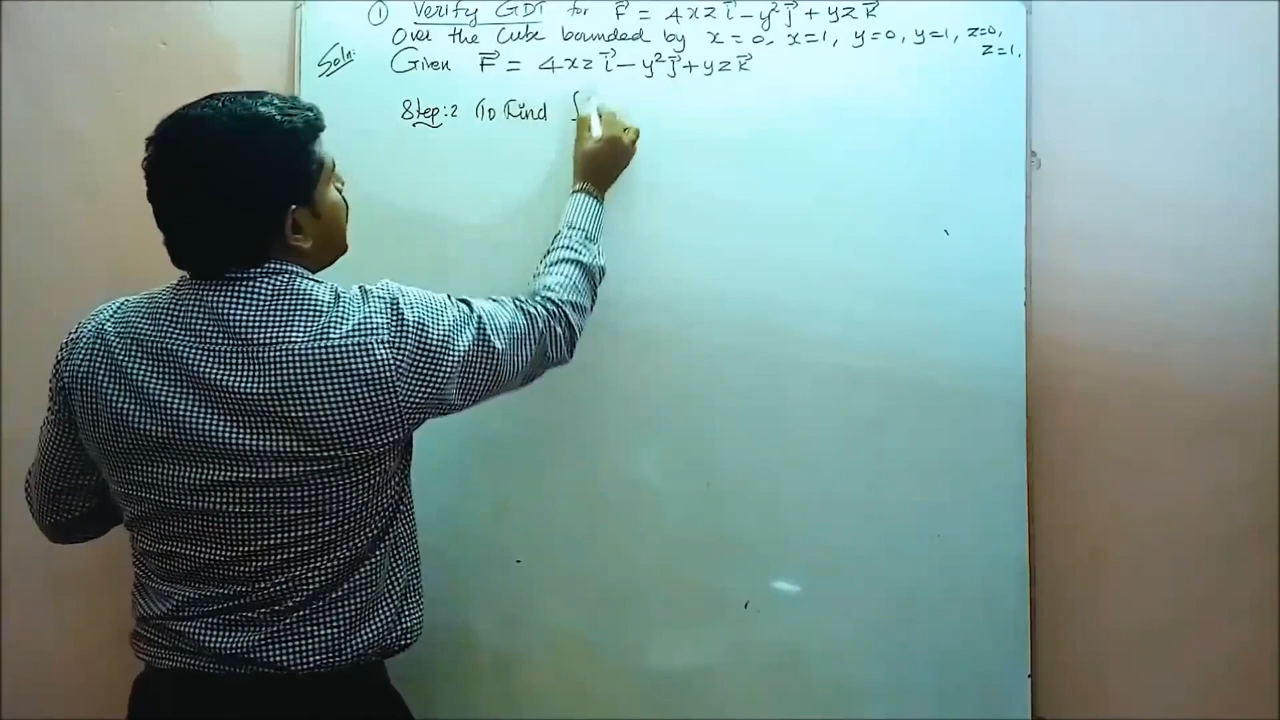 ① Verify GDT for F⃗ = 4xz i⃗ − y² j⃗ + yz k⃗
Over the Cube bounded by x=0, x=1, y=0, y=1, z=0,
z=1.
Soln:
Given F⃗ = 4xz i⃗ − y² j⃗ + yz k⃗
Step:2 To Find ∫